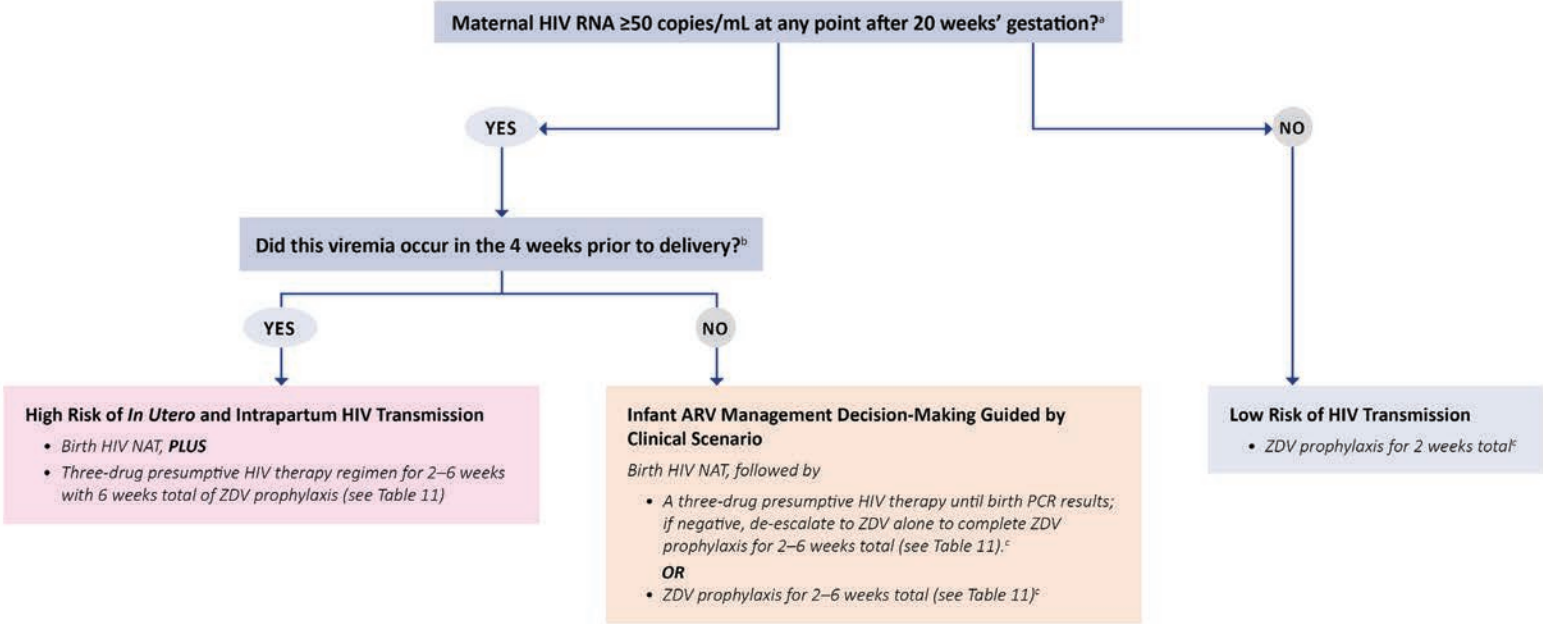 Maternal HIV RNA ≥50 copies/mL at any point after 20 weeks’ gestation?ᵃ
YES
NO
Did this viremia occur in the 4 weeks prior to delivery?ᵇ
YES
NO
High Risk of In Utero and Intrapartum HIV Transmission
• Birth HIV NAT, PLUS
• Three-drug presumptive HIV therapy regimen for 2–6 weeks
with 6 weeks total of ZDV prophylaxis (see Table 11)
Infant ARV Management Decision-Making Guided by
Clinical Scenario
Birth HIV NAT, followed by
• A three-drug presumptive HIV therapy until birth PCR results;
if negative, de-escalate to ZDV alone to complete ZDV
prophylaxis for 2–6 weeks total (see Table 11).ᶜ
OR
• ZDV prophylaxis for 2–6 weeks total (see Table 11)ᶜ
Low Risk of HIV Transmission
• ZDV prophylaxis for 2 weeks totalᶜ